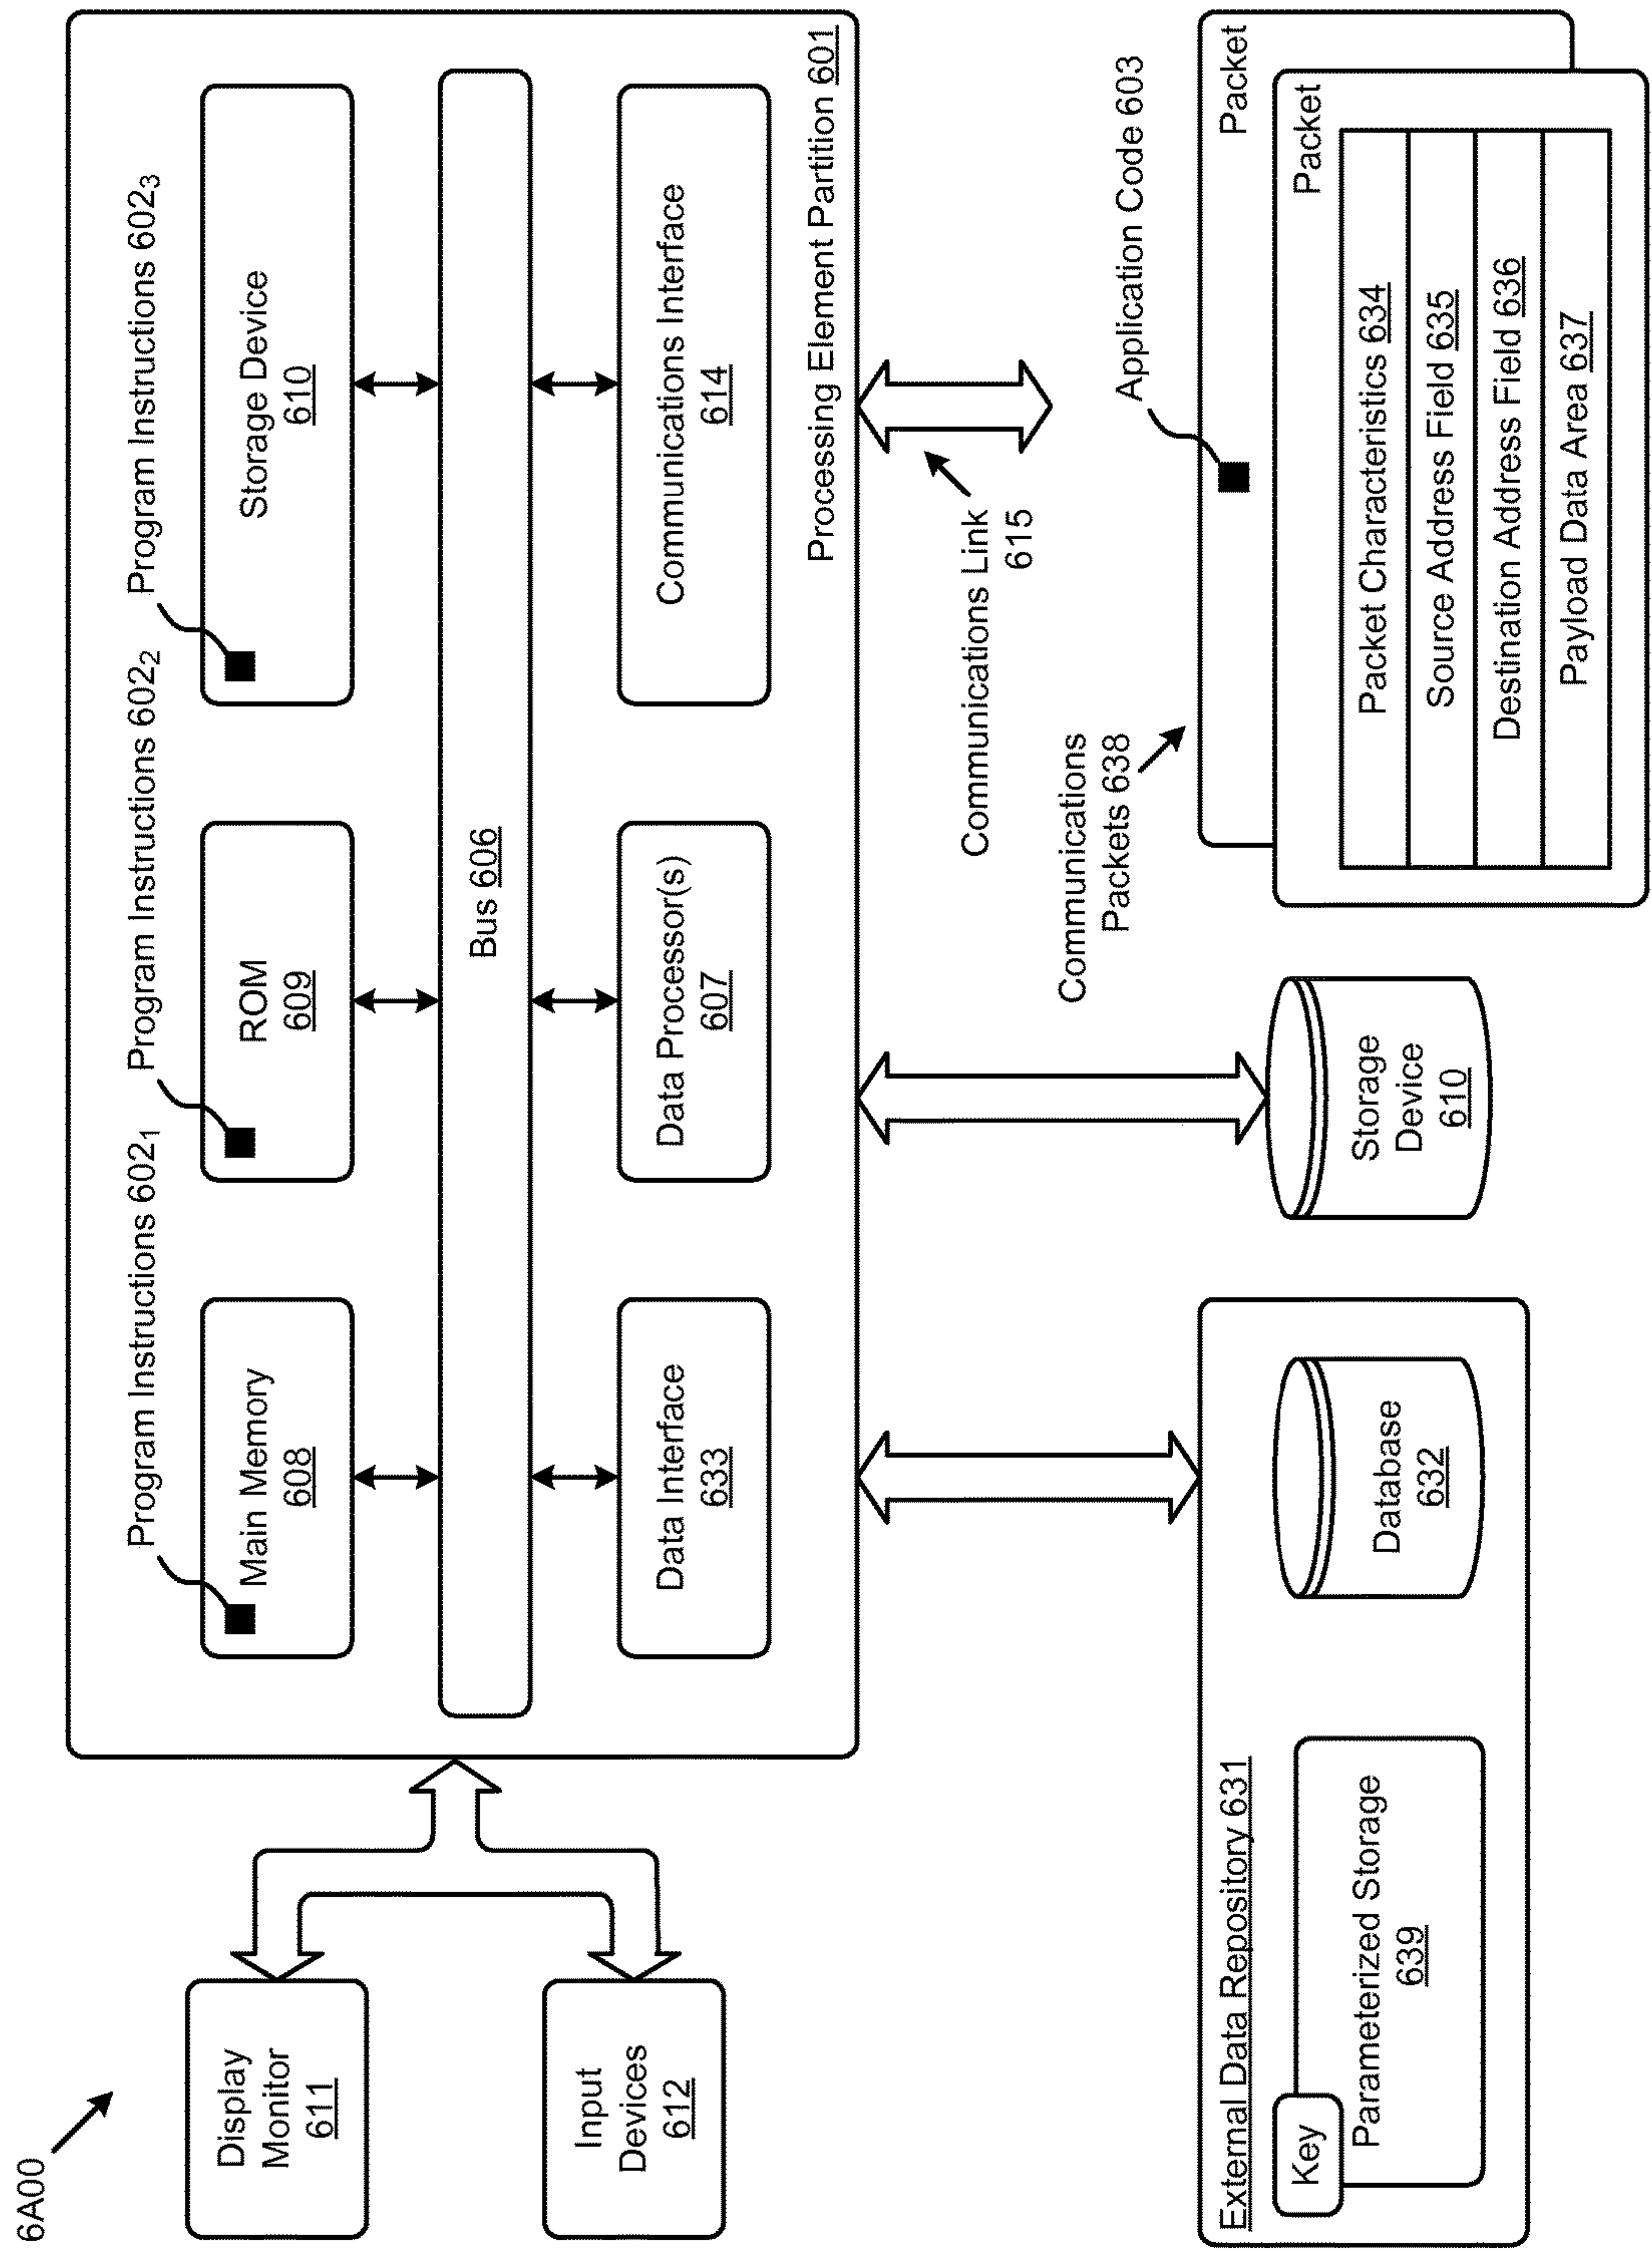 6A00
Program Instructions 602₁
Program Instructions 602₂
Program Instructions 602₃
Display
Monitor
611
Input
Devices
612
Main Memory
608
ROM
609
Storage Device
610
Bus 606
Data Interface
633
Data Processor(s)
607
Communications Interface
614
Processing Element Partition 601
Communications Link
615
External Data Repository 631
Key
Parameterized Storage
639
Database
632
Storage
Device
610
Communications
Packets 638
Application Code 603
Packet
Packet
Packet Characteristics 634
Source Address Field 635
Destination Address Field 636
Payload Data Area 637